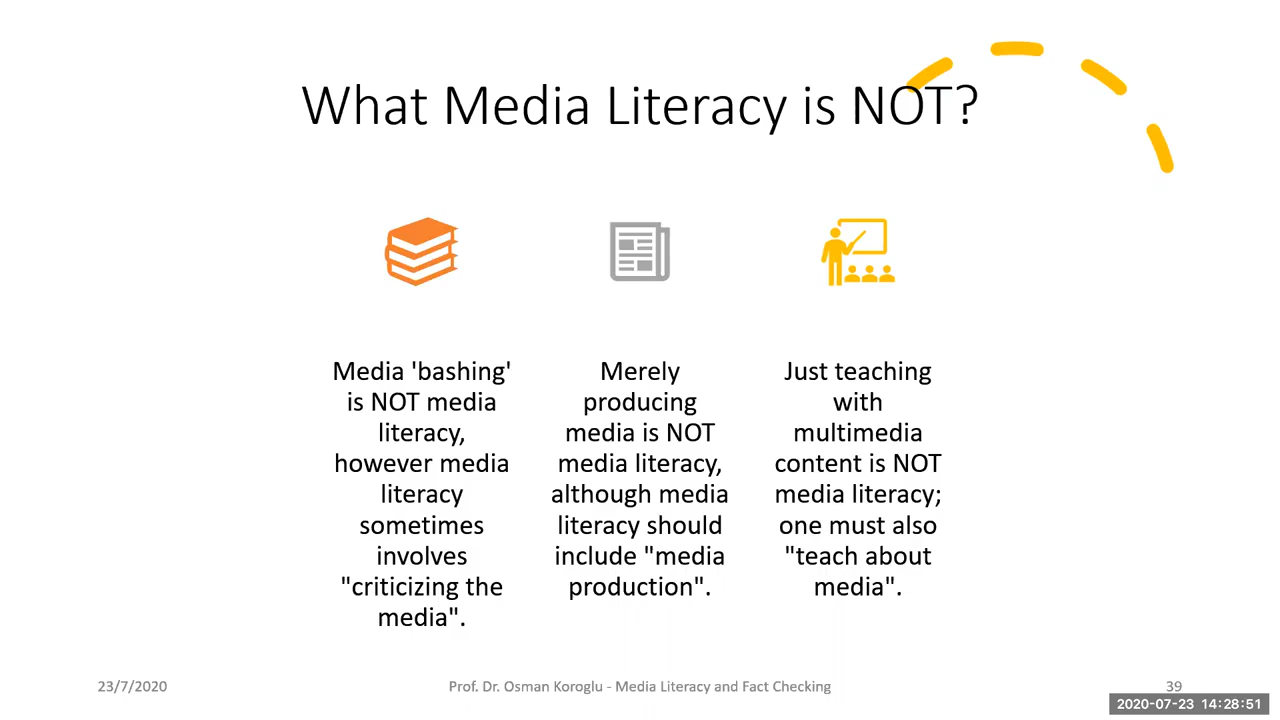 What Media Literacy is NOT?
Media 'bashing'
is NOT media
literacy,
however media
literacy
sometimes
involves
"criticizing the
media".
Merely
producing
media is NOT
media literacy,
although media
literacy should
include "media
production".
Just teaching
with
multimedia
content is NOT
media literacy;
one must also
"teach about
media".
23/7/2020
Prof. Dr. Osman Koroglu - Media Literacy and Fact Checking
39
2020-07-23 14:28:51